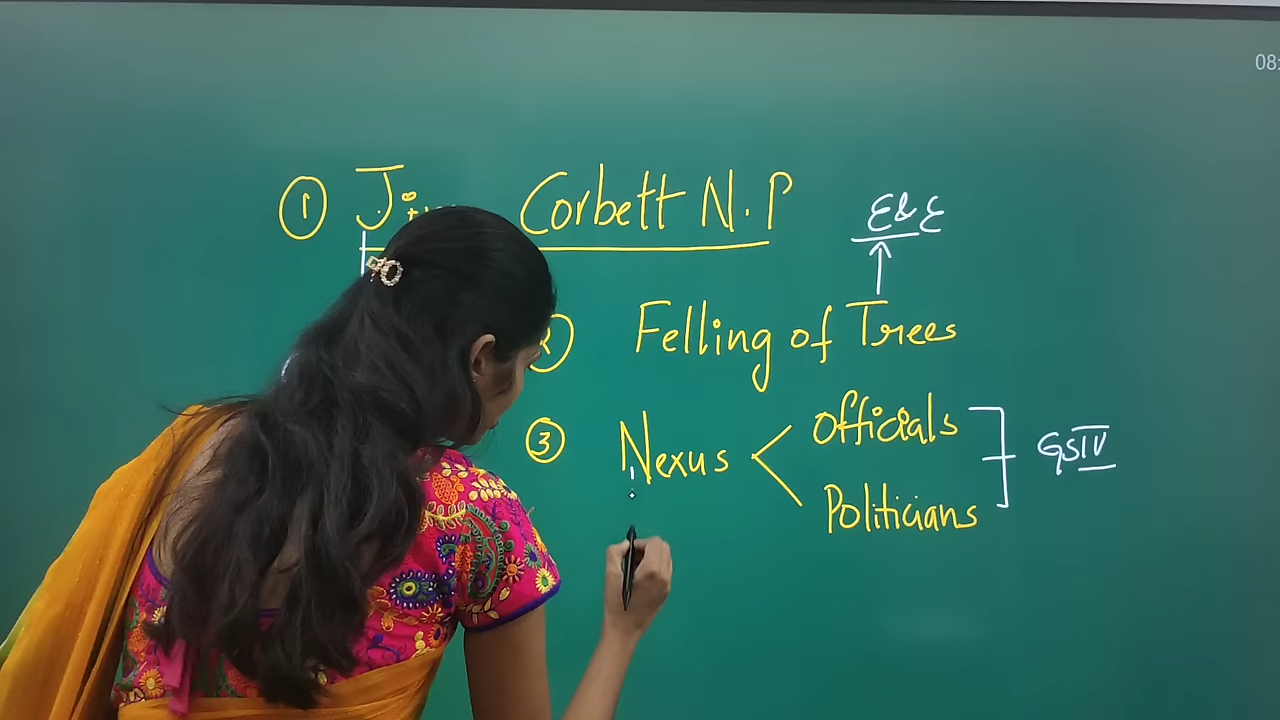 ① Corbett N.P
E&E
Felling of Trees
③ Nexus < Officials
Politicians
GSIV
08: